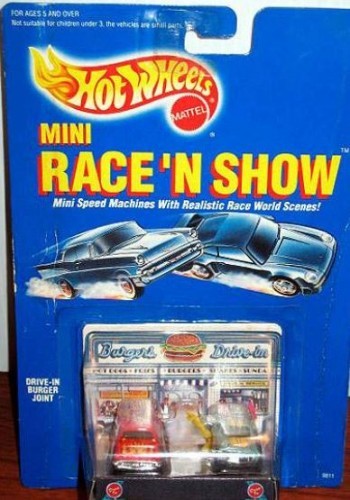 FOR AGES 5 AND OVER
Not suitable for children under 3, the vehicles are small parts.
Hot Wheels
MATTEL
®
MINI
RACE 'N SHOW™
Mini Speed Machines With Realistic Race World Scenes!
Burgers Drive-in
HOT DOGS • FRIES BURGERS • SHAKES • SUNDA
DRIVE-IN
BURGER
JOINT